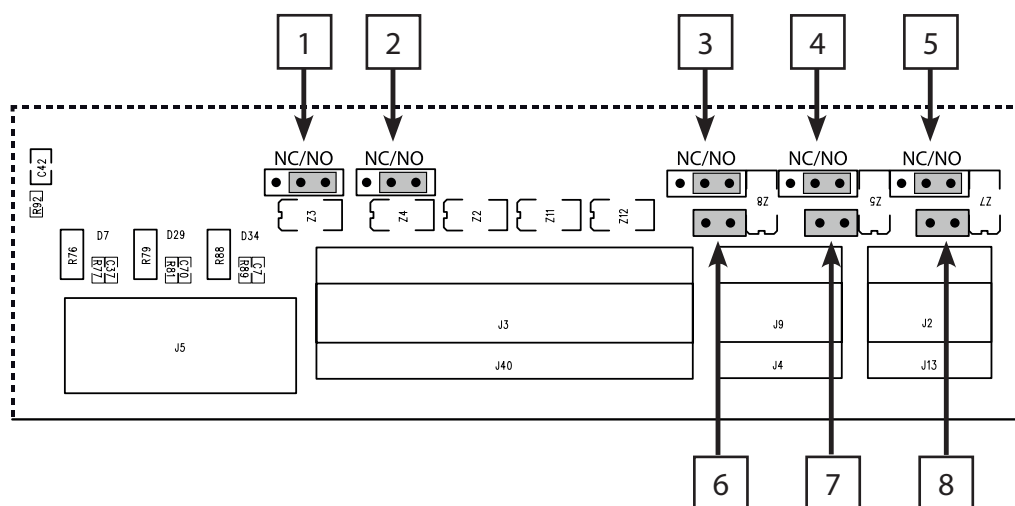 1 2 3 4 5
NC/NO NC/NO NC/NO NC/NO NC/NO
C42
R92
Z3 Z4 Z2 Z11 Z12 Z8 Z5 Z7
D7 D29 D34
R76 R77 C37 R79 R81 C70 R88 R89 C7
J5
J3 J9 J2
J40 J4 J13
6 7 8